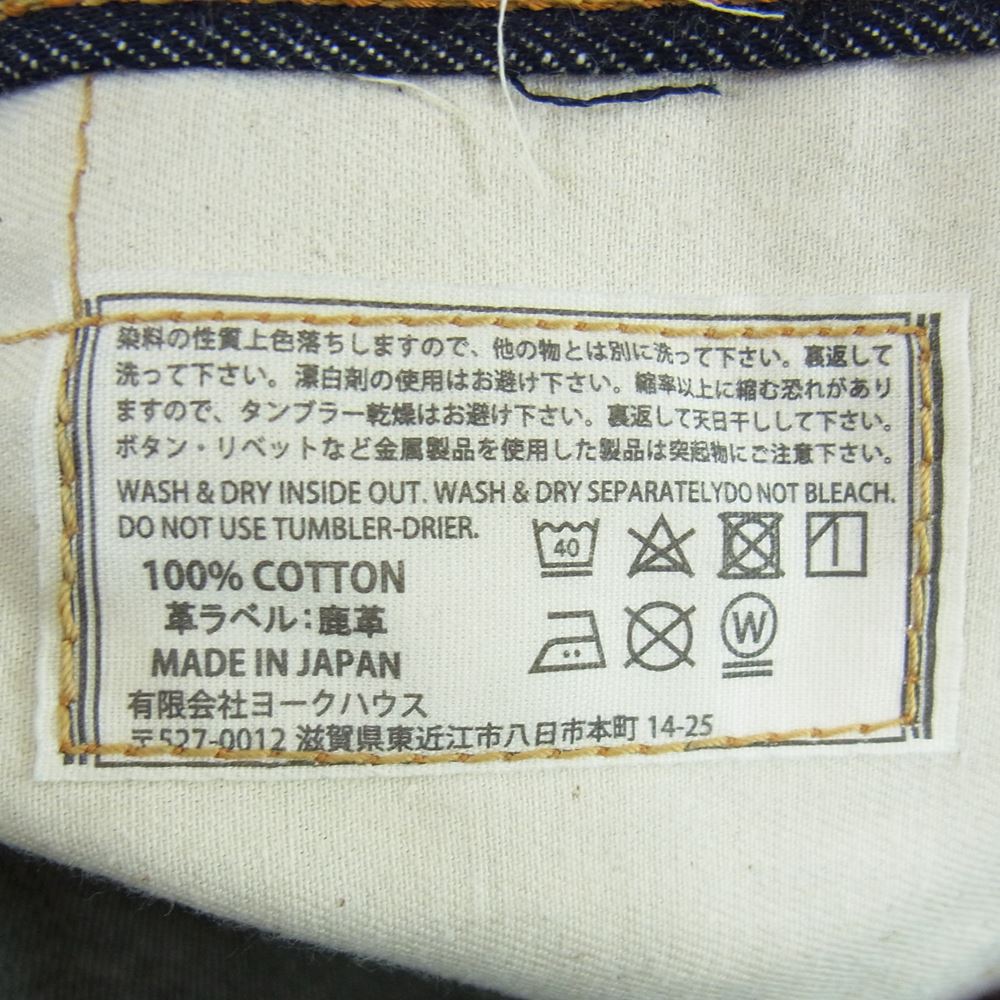 染料の性質上色落ちしますので、他の物とは別に洗って下さい。裏返して
洗って下さい。漂白剤の使用はお避け下さい。縮率以上に縮む恐れがあり
ますので、タンブラー乾燥はお避け下さい。裏返して天日干しして下さい。
ボタン・リベットなど金属製品を使用した製品は突起物にご注意下さい。
WASH & DRY INSIDE OUT. WASH & DRY SEPARATELYDO NOT BLEACH.
DO NOT USE TUMBLER-DRIER.
40
W
100% COTTON
革ラベル：鹿革
MADE IN JAPAN
有限会社ヨークハウス
〒527-0012 滋賀県東近江市八日市本町 14-25